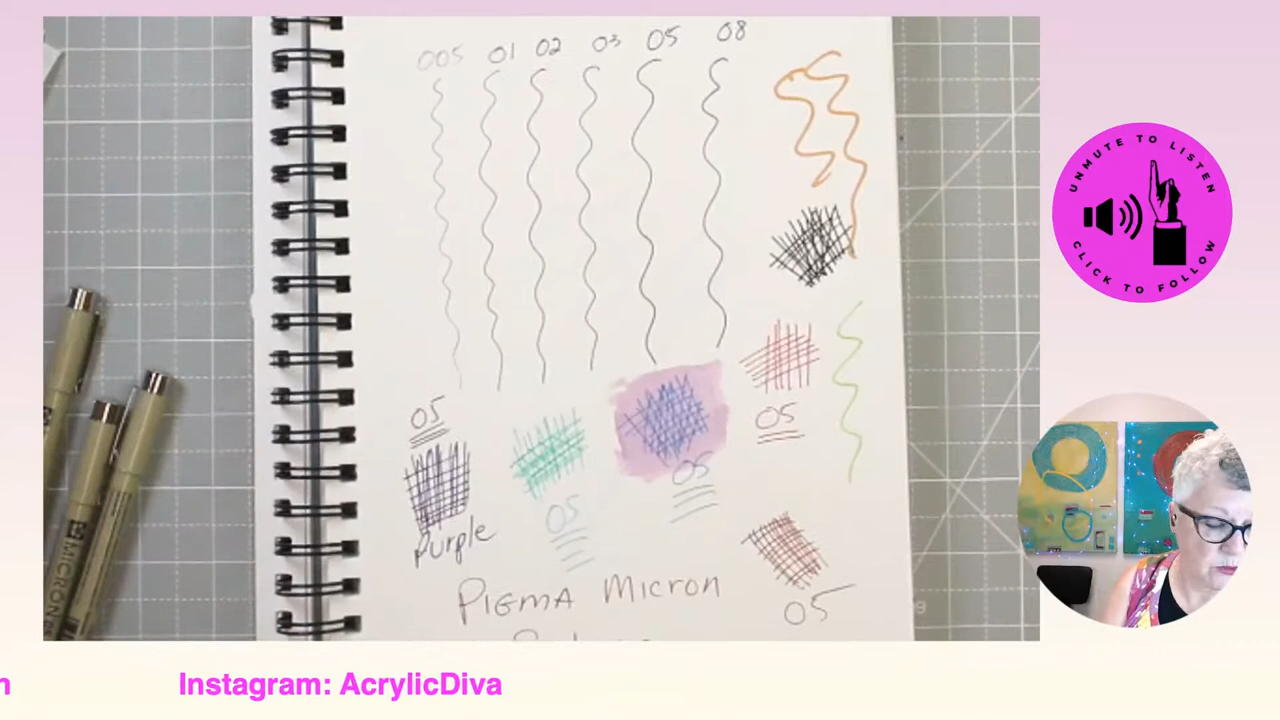 005 01 02 03 05 08
05
05
05
05
Purple
PIGMA MICRON
05
MICRON
9
UNMUTE TO LISTEN
CLICK TO FOLLOW
Instagram: AcrylicDiva